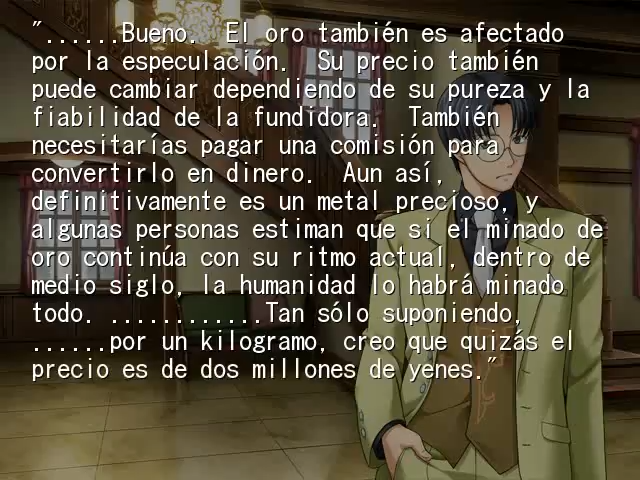 "......Bueno.  El oro también es afectado
por la especulación.  Su precio también
puede cambiar dependiendo de su pureza y la
fiabilidad de la fundidora.  También
necesitarías pagar una comisión para
convertirlo en dinero.  Aun así,
definitivamente es un metal precioso, y
algunas personas estiman que si el minado de
oro continúa con su ritmo actual, dentro de
medio siglo, la humanidad lo habrá minado
todo. ............Tan sólo suponiendo,
......por un kilogramo, creo que quizás el
precio es de dos millones de yenes."